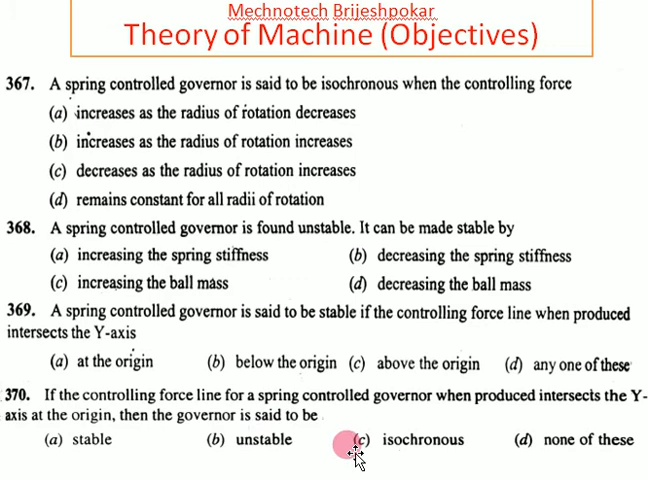 Mechnotech Brijeshpokar
Theory of Machine (Objectives)
367. A spring controlled governor is said to be isochronous when the controlling force
(a) increases as the radius of rotation decreases
(b) increases as the radius of rotation increases
(c) decreases as the radius of rotation increases
(d) remains constant for all radii of rotation
368. A spring controlled governor is found unstable. It can be made stable by
(a) increasing the spring stiffness (b) decreasing the spring stiffness
(c) increasing the ball mass (d) decreasing the ball mass
369. A spring controlled governor is said to be stable if the controlling force line when produced
intersects the Y-axis
(a) at the origin (b) below the origin (c) above the origin (d) any one of these
370. If the controlling force line for a spring controlled governor when produced intersects the Y-
axis at the origin, then the governor is said to be
(a) stable (b) unstable (c) isochronous (d) none of these